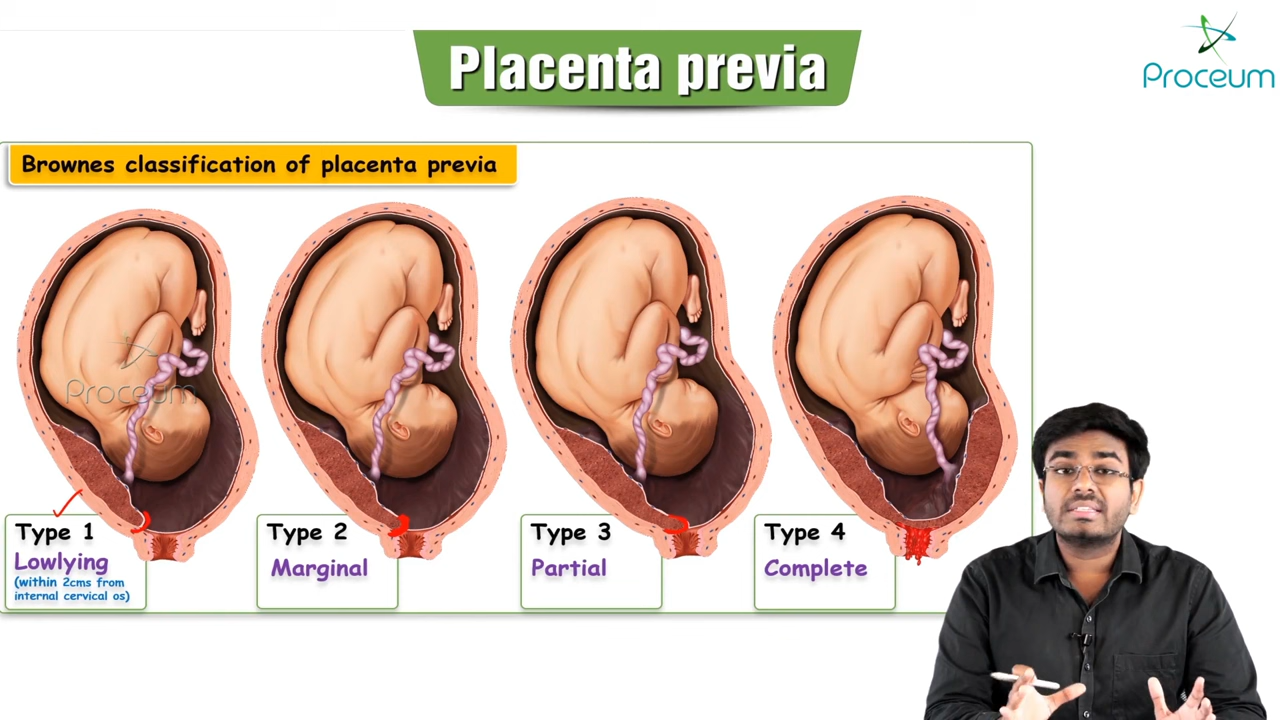 Placenta previa
Proceum
Brownes classification of placenta previa
Proceum
Type 1
Lowlying
(within 2cms from
internal cervical os)
Type 2
Marginal
Type 3
Partial
Type 4
Complete